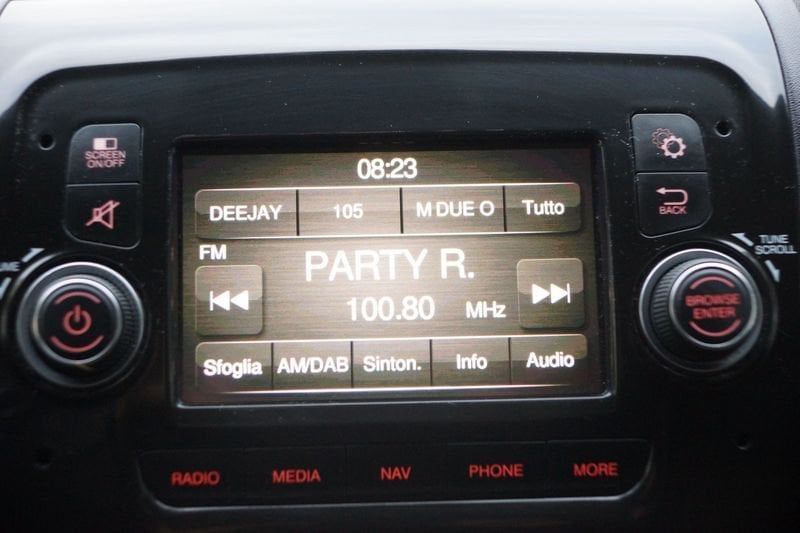 08:23
SCREEN
ON/OFF
DEEJAY 105 M DUE O Tutto
BACK
FM
PARTY R.
TUNE
SCROLL
100.80 MHz
BROWSE
ENTER
Sfoglia AM/DAB Sinton. Info Audio
RADIO MEDIA NAV PHONE MORE